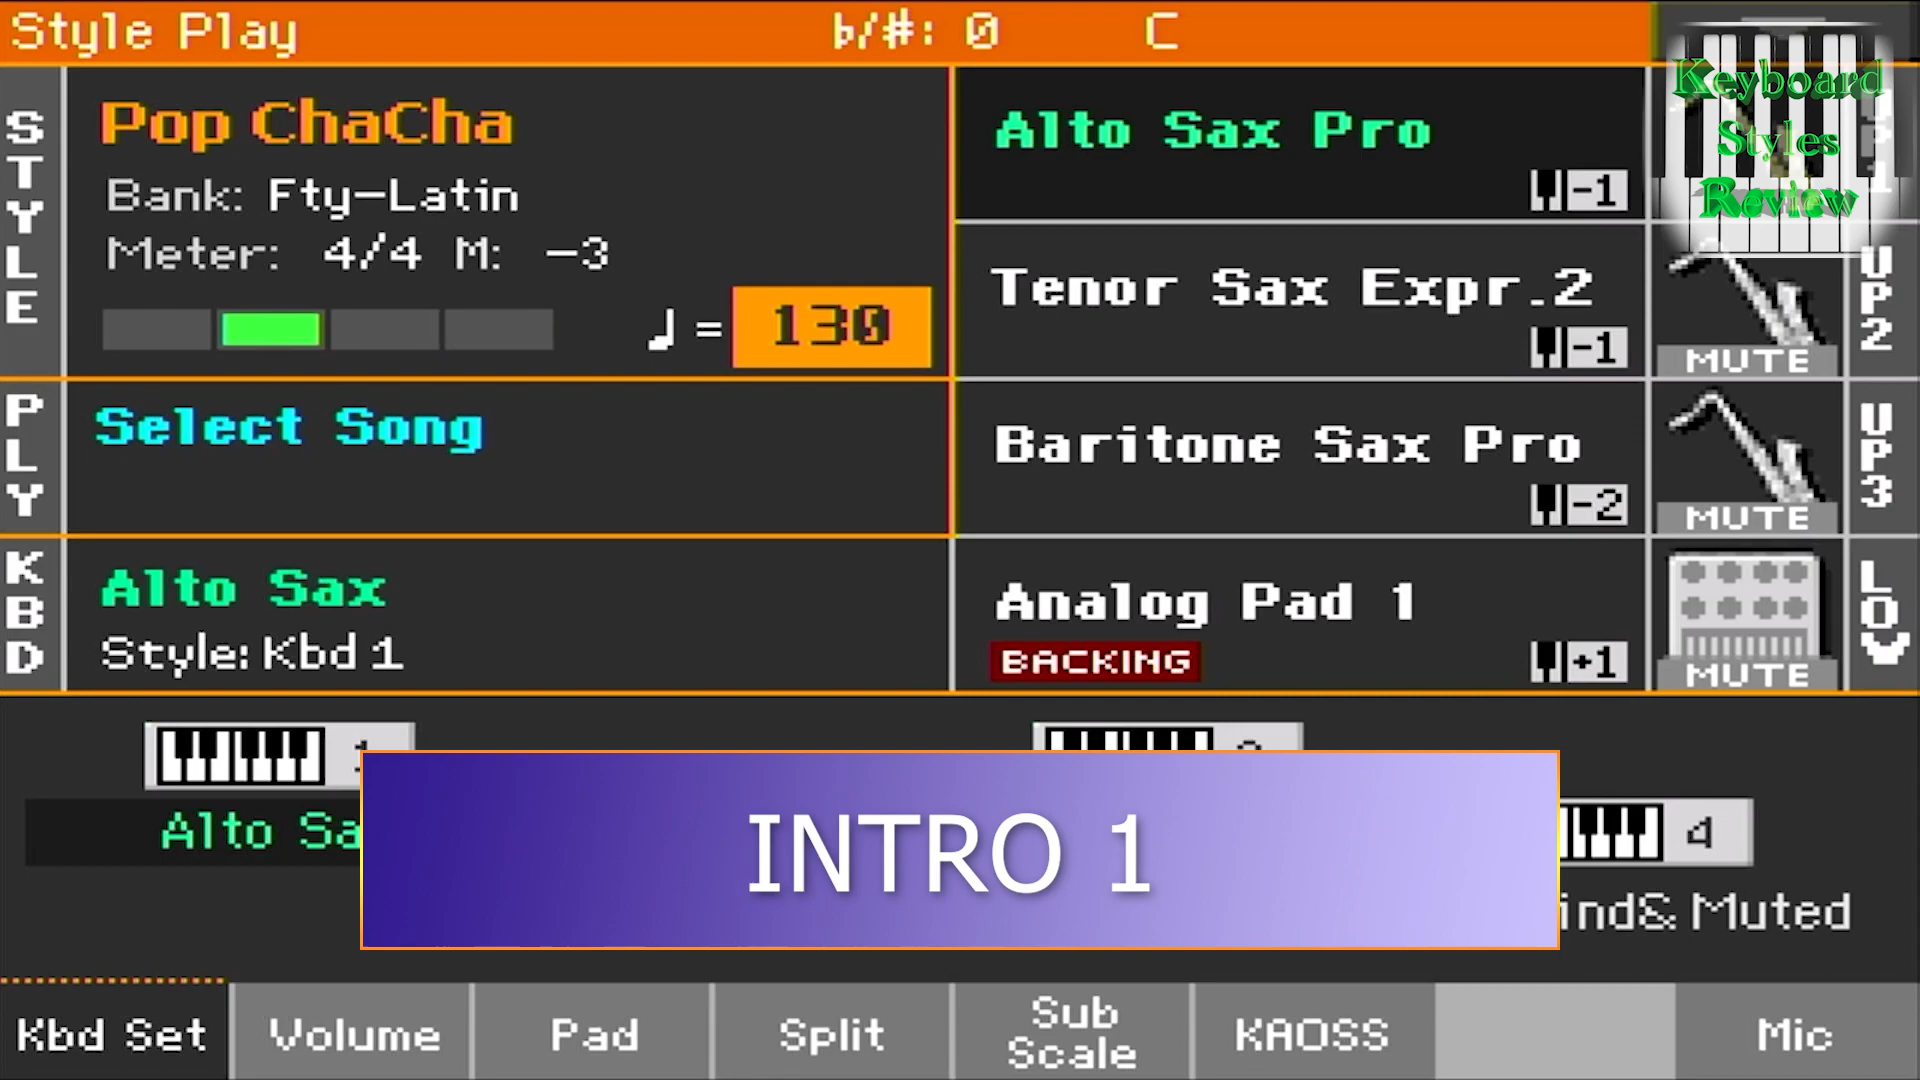 Style Play b/#: 0 C
Keyboard
Styles
Review
STYLE
Pop ChaCha
Bank: Fty-Latin
Meter: 4/4 M: -3
♩ = 130
Alto Sax Pro
-1
Tenor Sax Expr.2
-1
MUTE
UP2
PLY
Select Song
Baritone Sax Pro
-2
MUTE
UP3
KBD
Alto Sax
Style: Kbd 1
Analog Pad 1
BACKING
+1
MUTE
LOW
Alto
INTRO 1
4
& Muted
Kbd Set
Volume
Pad
Split
Sub
Scale
KAOSS
Mic